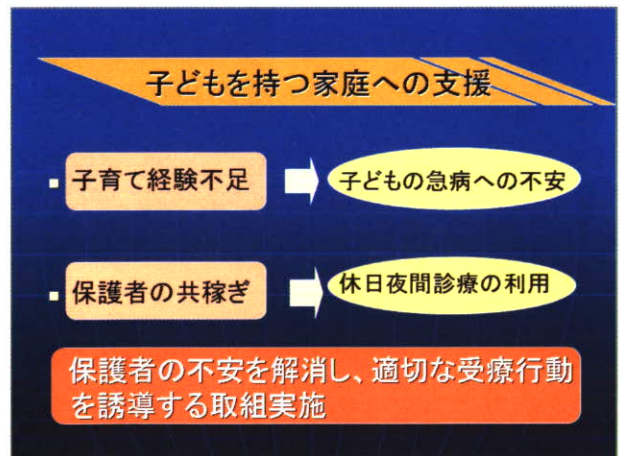 子どもを持つ家庭への支援
子育て経験不足
子どもの急病への不安
保護者の共稼ぎ
休日夜間診療の利用
保護者の不安を解消し、適切な受療行動
を誘導する取組実施